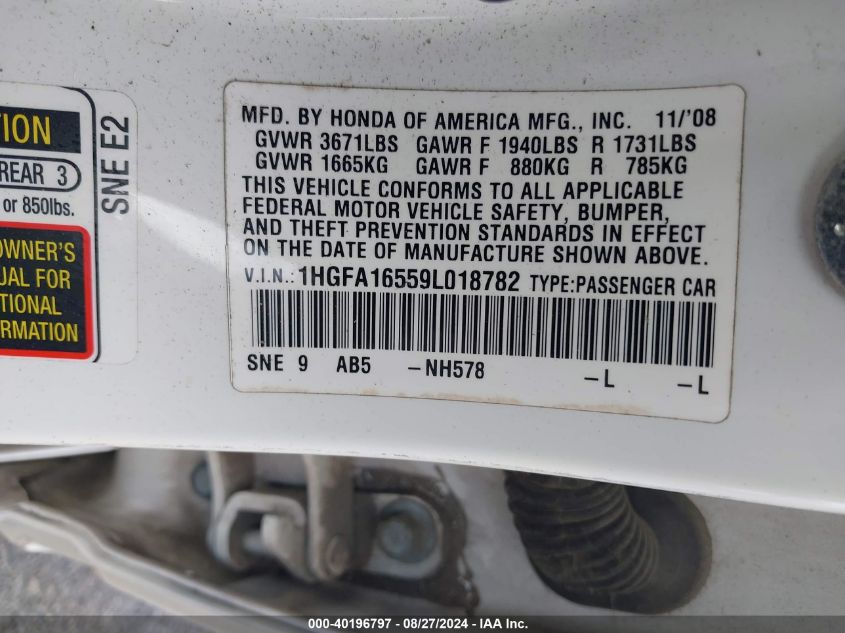 TION
REAR 3
or 850lbs.
OWNER'S
UAL FOR
TIONAL
ORMATION
SNE E2
MFD. BY HONDA OF AMERICA MFG., INC. 11/'08
GVWR 3671LBS GAWR F 1940LBS R 1731LBS
GVWR 1665KG GAWR F 880KG R 785KG
THIS VEHICLE CONFORMS TO ALL APPLICABLE
FEDERAL MOTOR VEHICLE SAFETY, BUMPER,
AND THEFT PREVENTION STANDARDS IN EFFECT
ON THE DATE OF MANUFACTURE SHOWN ABOVE.
V.I.N.: 1HGFA16559L018782 TYPE:PASSENGER CAR
SNE 9 AB5 -NH578 -L -L
000-40196797 - 08/27/2024 - IAAI, Inc.